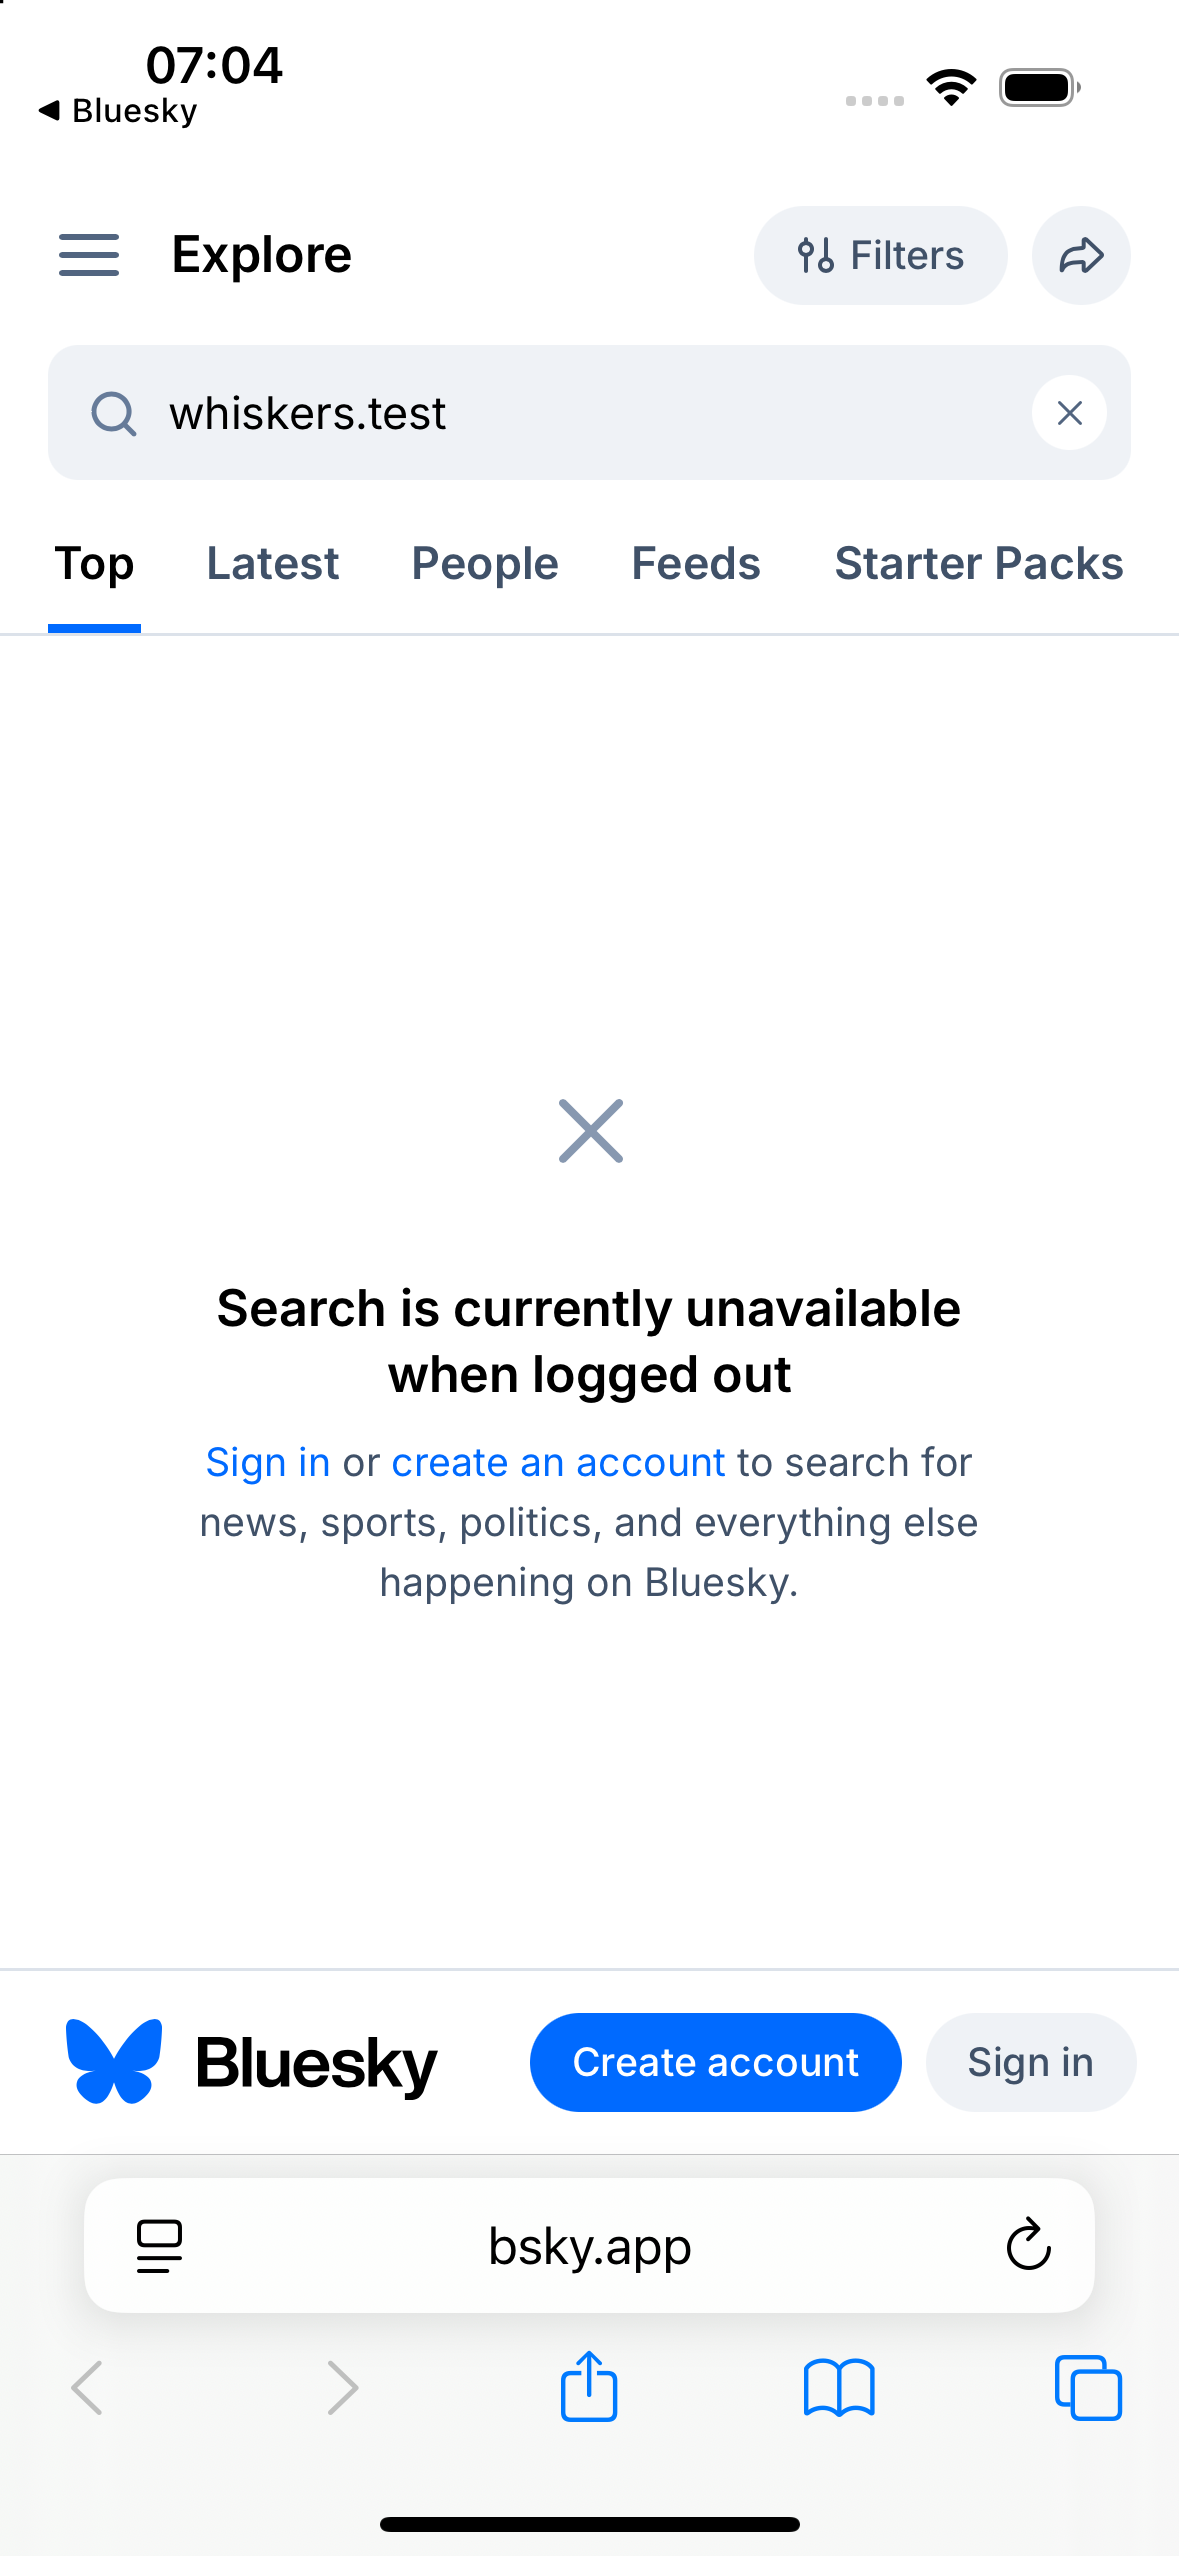 07:04
Bluesky
Explore
Filters
whiskers.test
Top Latest People Feeds Starter Packs
Search is currently unavailable
when logged out
Sign in or create an account to search for
news, sports, politics, and everything else
happening on Bluesky.
Bluesky
Create account
Sign in
bsky.app